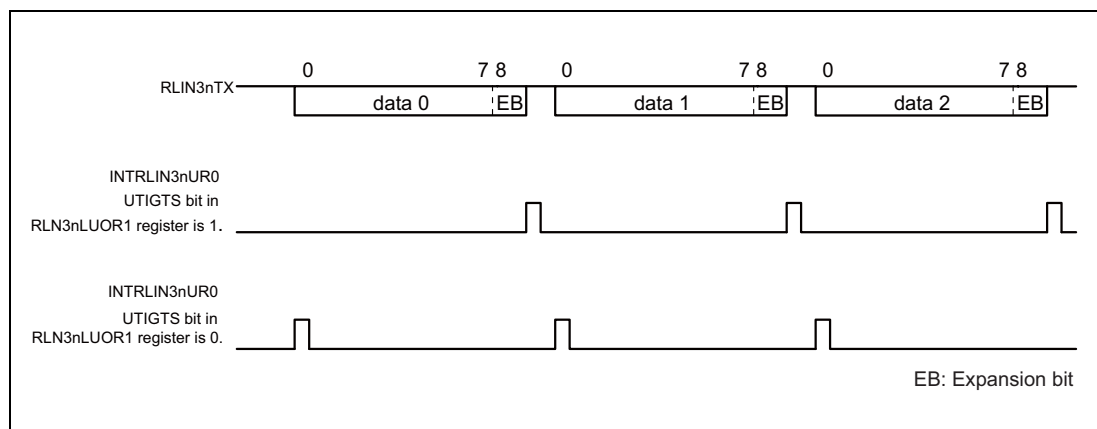 0 7 8 0 7 8 0 7 8
RLIN3nTX
data 0 EB data 1 EB data 2 EB
INTRLIN3nUR0
UTIGTS bit in
RLN3nLUOR1 register is 1.
INTRLIN3nUR0
UTIGTS bit in
RLN3nLUOR1 register is 0.
EB: Expansion bit